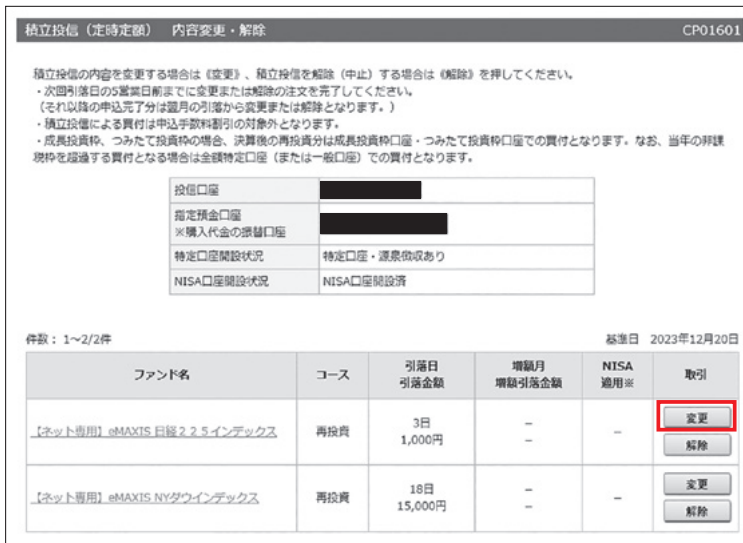 積立投信（定時定額） 内容変更・解除 CP01601
積立投信の内容を変更する場合は《変更》、積立投信を解除（中止）する場合は《解除》を押してください。
・次回引落日の5営業日前までに変更または解除の注文を完了してください。
（それ以降の申込完了分は翌月の引落から変更または解除となります。）
・積立投信による買付は申込手数料割引の対象外となります。
・成長投資枠、つみたて投資枠の場合、決算後の再投資分は成長投資枠口座・つみたて投資枠口座での買付となります。なお、当年の非課
税枠を超過する買付となる場合は全額特定口座（または一般口座）での買付となります。
投信口座
指定預金口座
※購入代金の振替口座
特定口座開設状況 特定口座・源泉徴収あり
NISA口座開設状況 NISA口座開設済
件数： 1～2/2件 基準日 2023年12月20日
ファンド名 コース 引落日 引落金額 増額月 増額引落金額 NISA 適用※ 取引
【ネット専用】eMAXIS 日経２２５インデックス 再投資 3日 1,000円 － － － 変更 解除
【ネット専用】eMAXIS NYダウインデックス 再投資 18日 15,000円 － － － 変更 解除